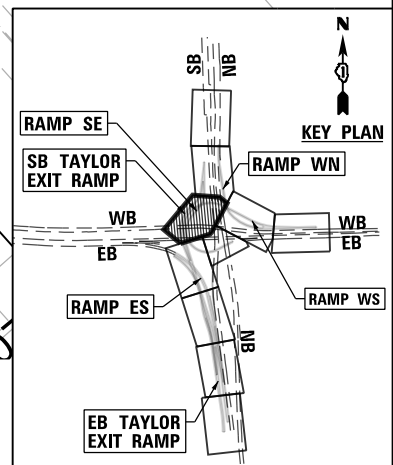 SB
NB
N
KEY PLAN
RAMP SE
SB TAYLOR
EXIT RAMP
RAMP WN
WB
EB
WB
EB
RAMP ES
RAMP WS
NB
EB TAYLOR
EXIT RAMP